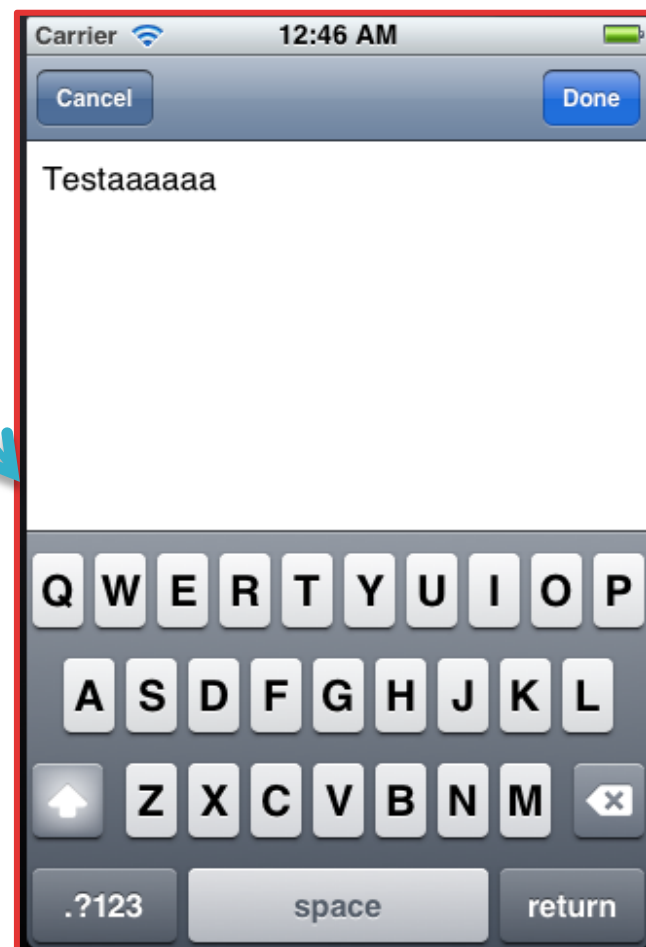 Carrier 12:46 AM
Cancel Done
Testaaaaaa
Q W E R T Y U I O P
A S D F G H J K L
Z X C V B N M
.?123 space return